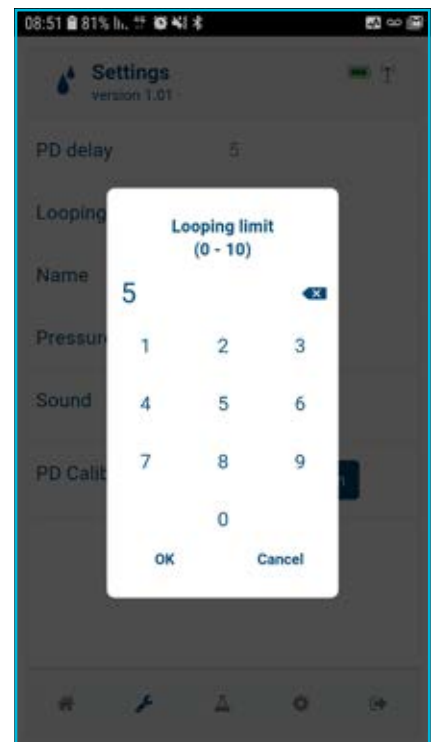 08:51 81%
Settings
version 1.01
PD delay 5
Looping
Looping limit
(0 - 10)
Name
5
Pressur
1 2 3
Sound
4 5 6
PD Calib
7 8 9
0
OK Cancel